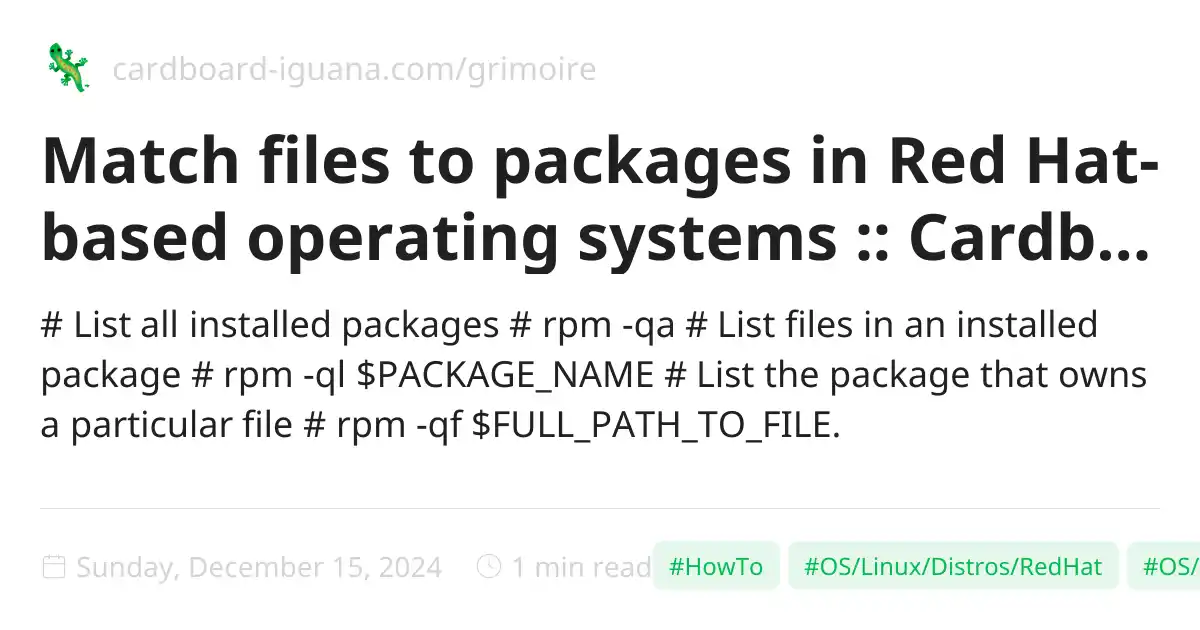 cardboard-iguana.com/grimoire
Match files to packages in Red Hat-
based operating systems :: Cardb...
# List all installed packages # rpm -qa # List files in an installed
package # rpm -ql $PACKAGE_NAME # List the package that owns
a particular file # rpm -qf $FULL_PATH_TO_FILE.
Sunday, December 15, 2024 1 min read #HowTo #OS/Linux/Distros/RedHat #OS/